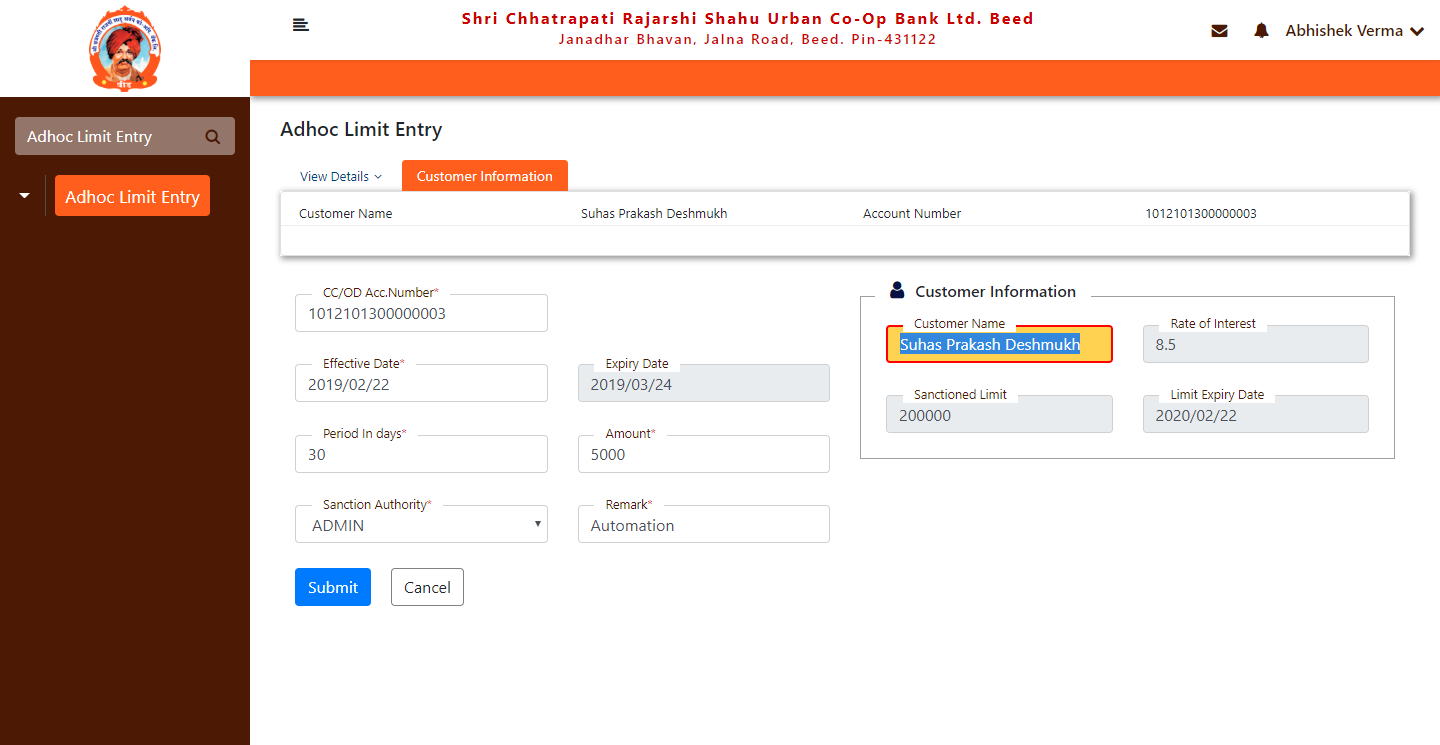 Shri Chhatrapati Rajarshi Shahu Urban Co-Op Bank Ltd. Beed
Janadhar Bhavan, Jalna Road, Beed. Pin-431122
Abhishek Verma
बीड
Adhoc Limit Entry
Adhoc Limit Entry
Adhoc Limit Entry
View Details
Customer Information
Customer Name Suhas Prakash Deshmukh Account Number 1012101300000003
CC/OD Acc.Number*
1012101300000003
Effective Date*
2019/02/22
Expiry Date
2019/03/24
Period In days*
30
Amount*
5000
Sanction Authority*
ADMIN
Remark*
Automation
Submit
Cancel
Customer Information
Customer Name
Suhas Prakash Deshmukh
Rate of Interest
8.5
Sanctioned Limit
200000
Limit Expiry Date
2020/02/22